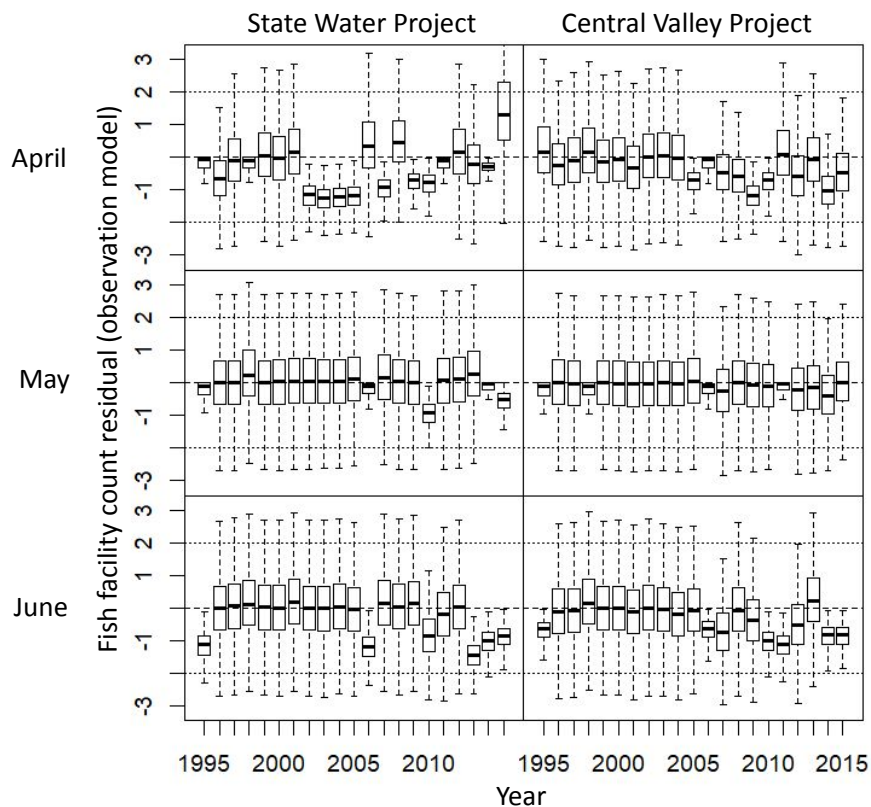 State Water Project Central Valley Project
Fish facility count residual (observation model)
April
3
2
1
-1
-3
May
3
2
1
-1
-3
June
3
2
1
-1
-3
1995 2000 2005 2010 1995 2000 2005 2010 2015
Year